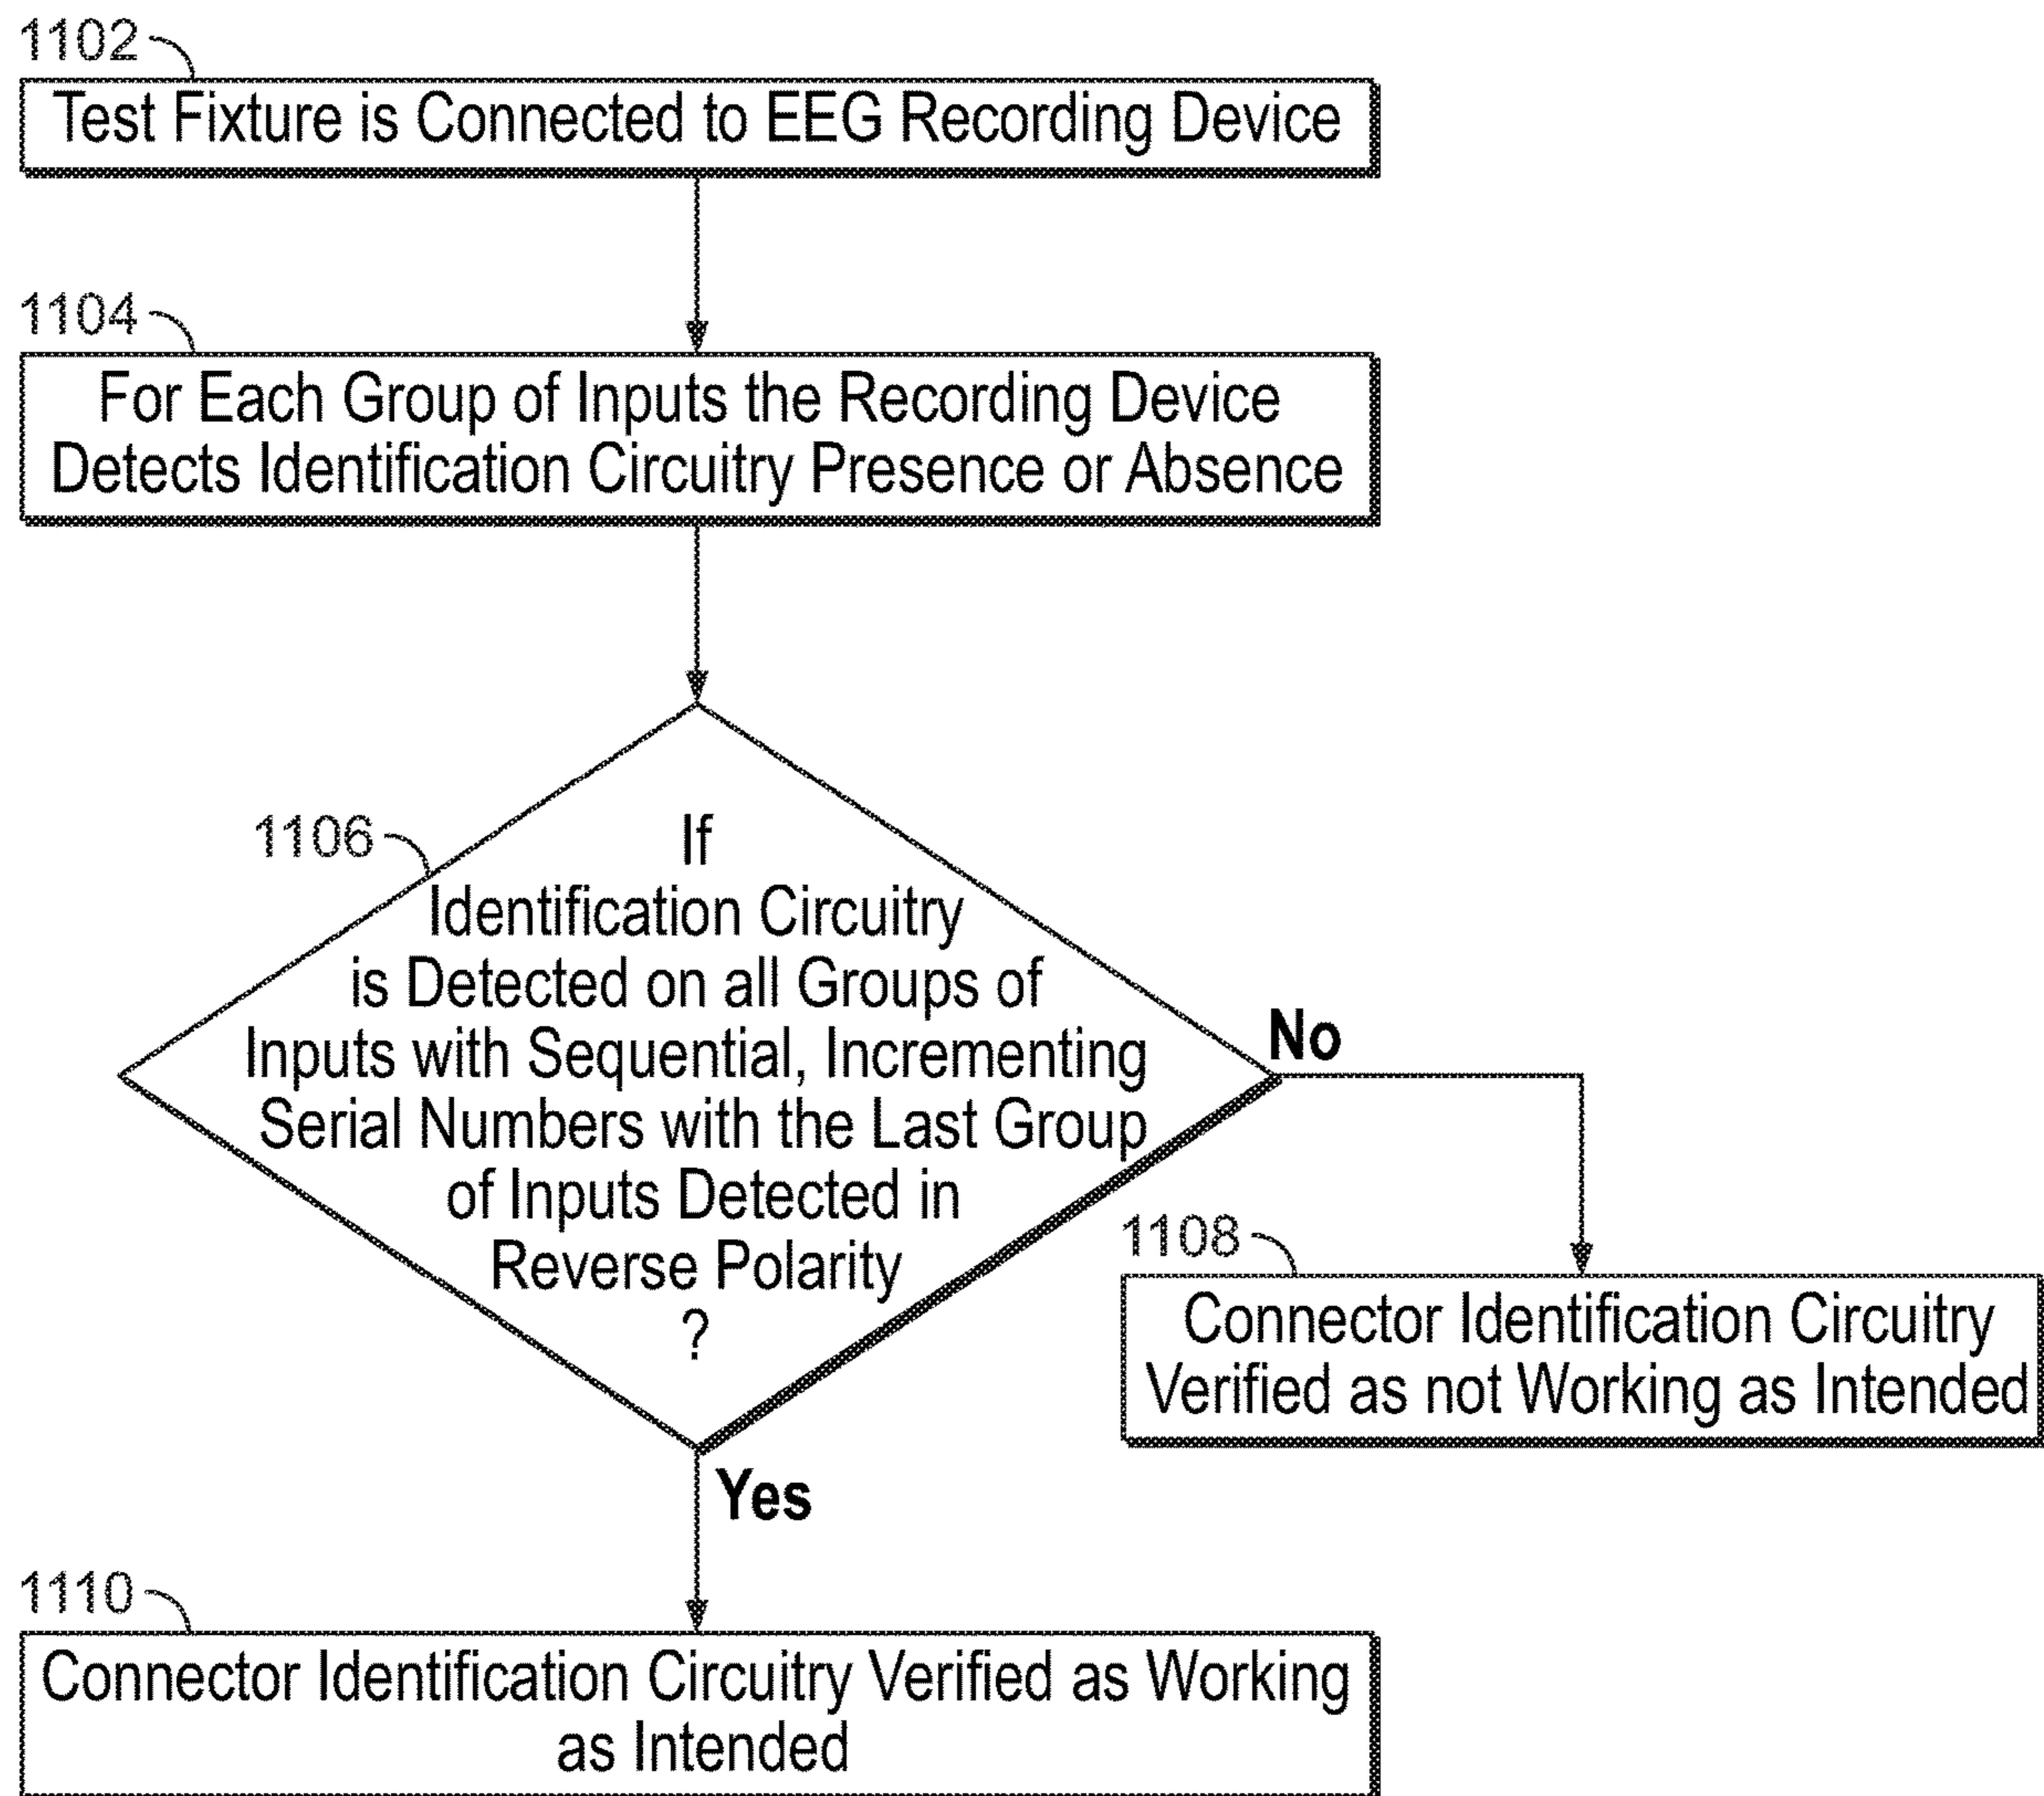 1102
Test Fixture is Connected to EEG Recording Device
1104
For Each Group of Inputs the Recording Device
Detects Identification Circuitry Presence or Absence
1106
If
Identification Circuitry
is Detected on all Groups of
Inputs with Sequential, Incrementing
Serial Numbers with the Last Group
of Inputs Detected in
Reverse Polarity
?
No
1108
Connector Identification Circuitry
Verified as not Working as Intended
Yes
1110
Connector Identification Circuitry Verified as Working
as Intended